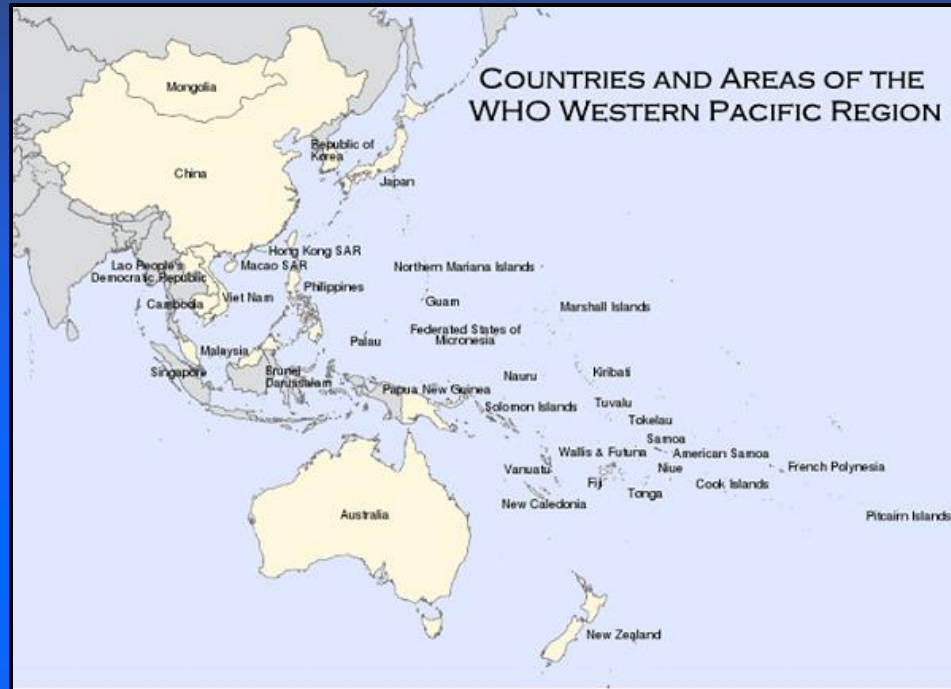 COUNTRIES AND AREAS OF THE
WHO WESTERN PACIFIC REGION
Mongolia
Republic of
Korea
China
Japan
Hong Kong SAR
Lao People's
Macao SAR
Northern Mariana Islands
Democratic Republic
Philippines
Viet Nam
Cambodia
Guam
Marshall Islands
Federated States of
Micronesia
Palau
Malaysia
Singapore
Brunei
Darussalam
Nauru
Kiribati
Papua New Guinea
Solomon Islands
Tuvalu
Tokelau
Samoa
Wallis & Futuna
American Samoa
Vanuatu
Niue
French Polynesia
Fiji
Cook Islands
Tonga
New Caledonia
Australia
Pitcairn Islands
New Zealand